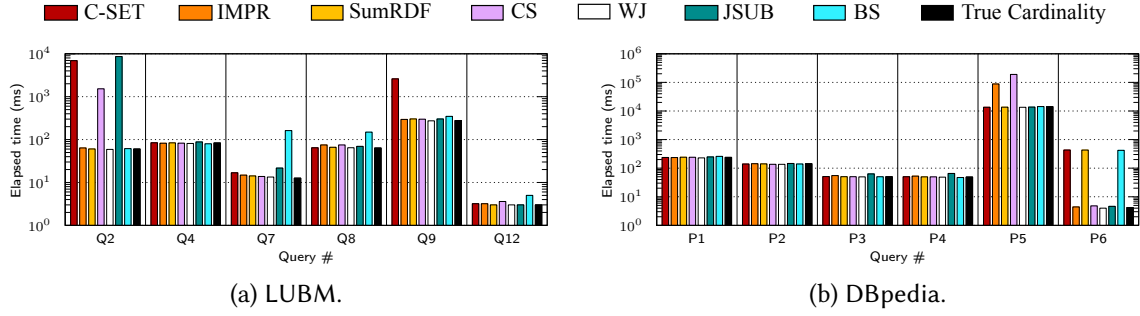 C-SET IMPR SumRDF CS WJ JSUB BS True Cardinality
Elapsed time (ms)
10^4
10^3
10^2
10^1
10^0
Q2 Q4 Q7 Q8 Q9 Q12
Query #
(a) LUBM.
Elapsed time (ms)
10^6
10^5
10^4
10^3
10^2
10^1
10^0
P1 P2 P3 P4 P5 P6
Query #
(b) DBpedia.